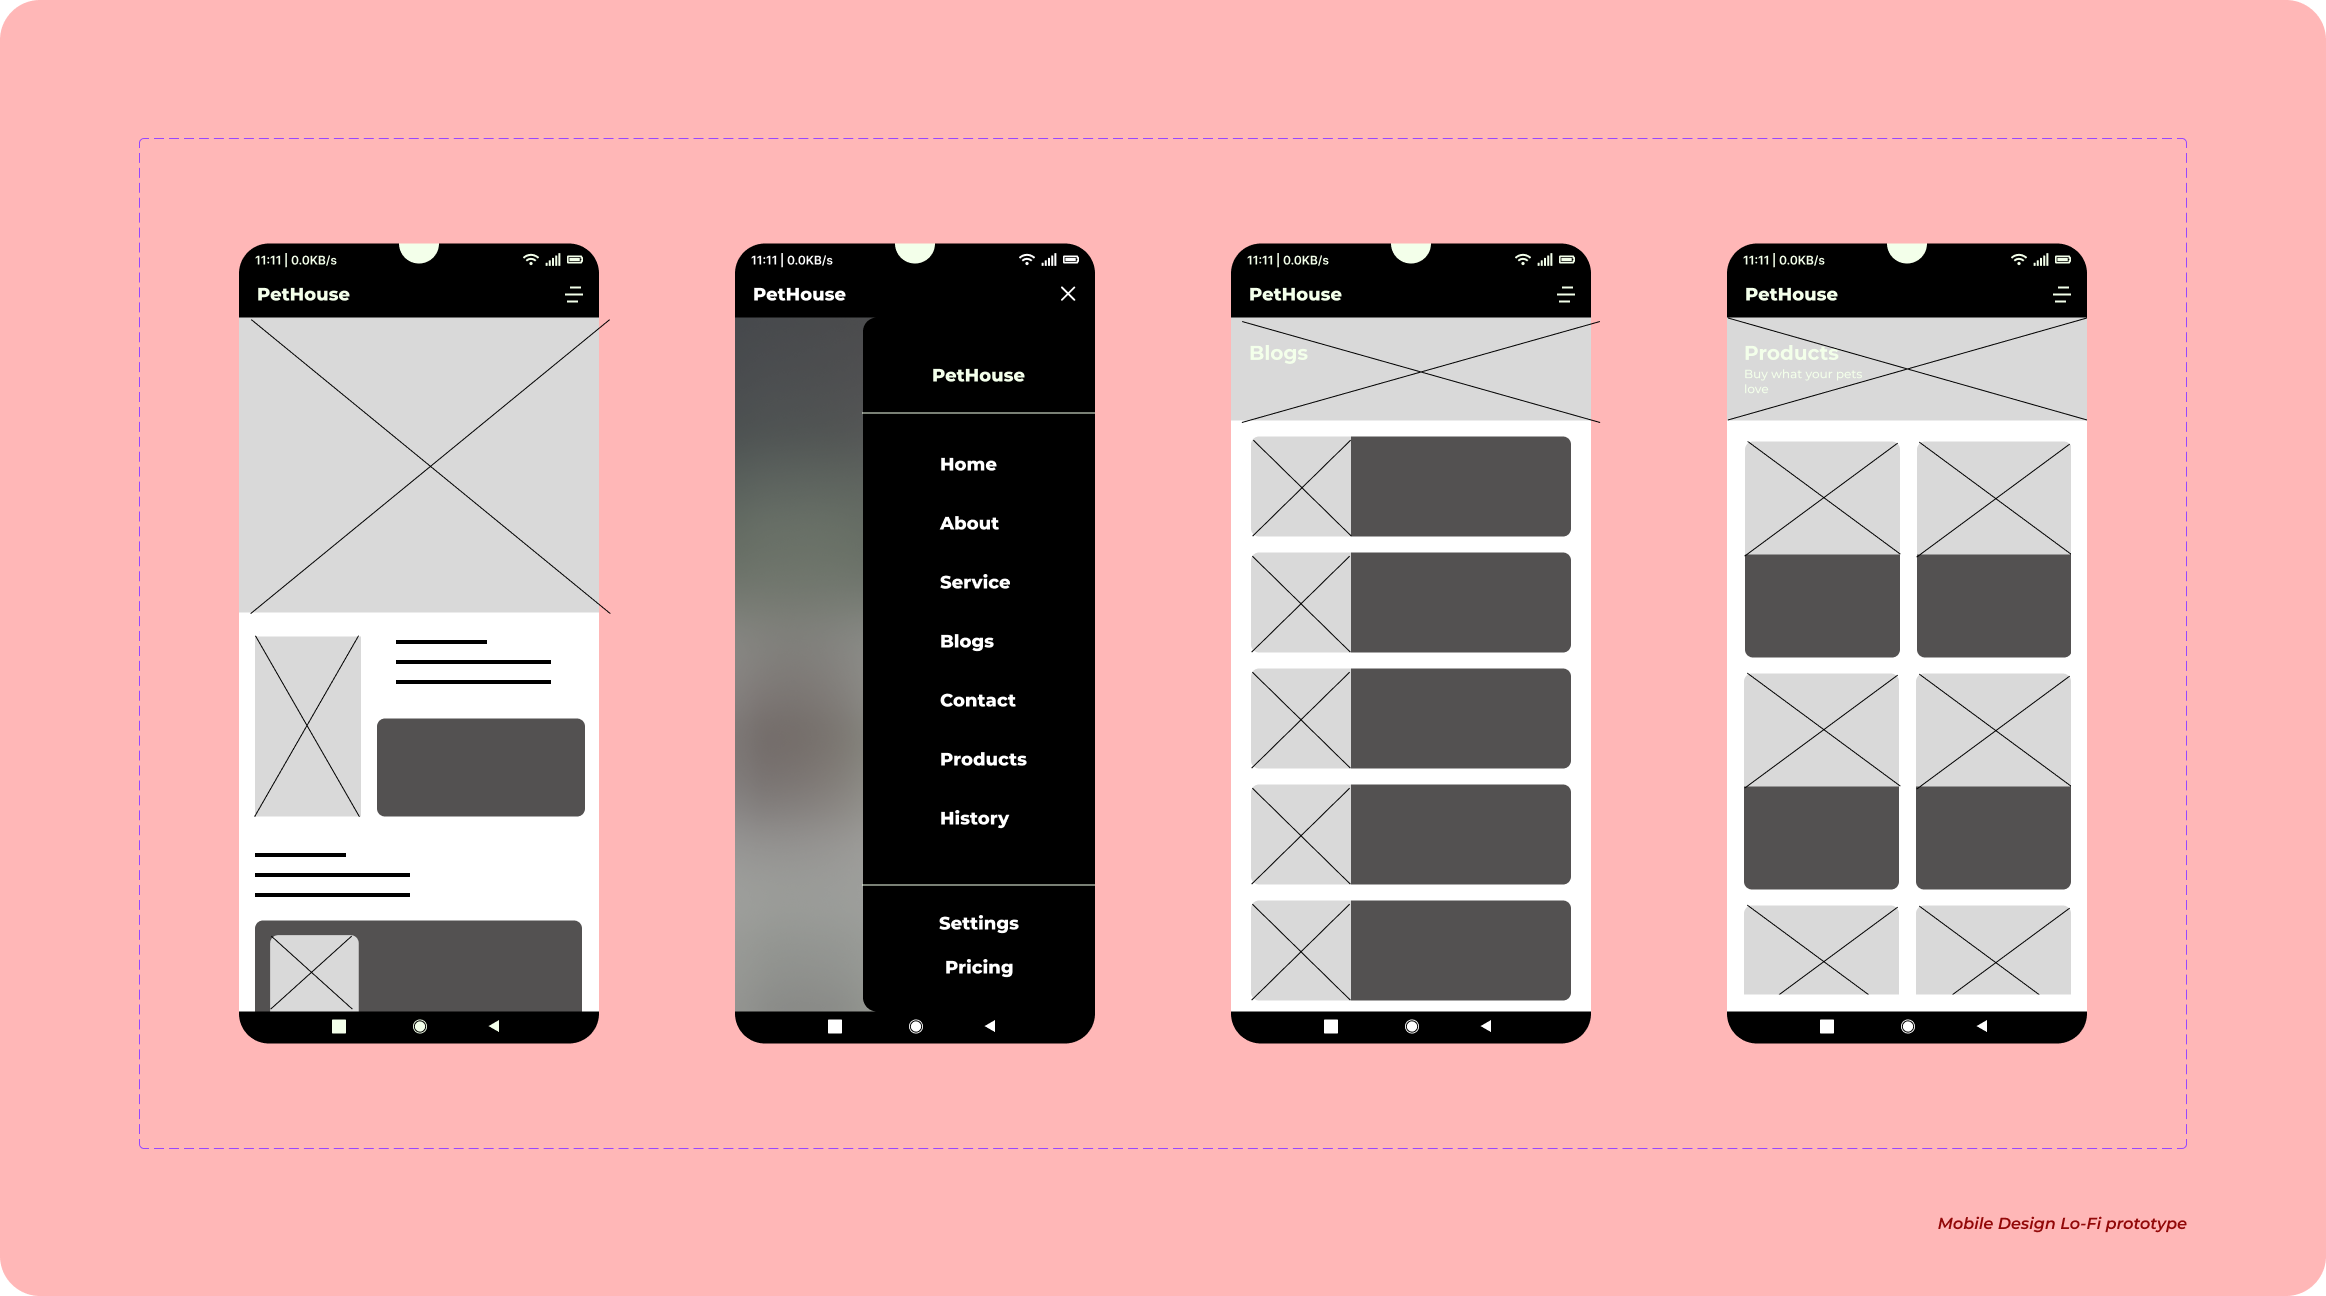 11:11 | 0.0KB/s
PetHouse
11:11 | 0.0KB/s
PetHouse
PetHouse
Home
About
Service
Blogs
Contact
Products
History
Settings
Pricing
11:11 | 0.0KB/s
PetHouse
Blogs
11:11 | 0.0KB/s
PetHouse
Products
Buy what your pets
love
Mobile Design Lo-Fi prototype